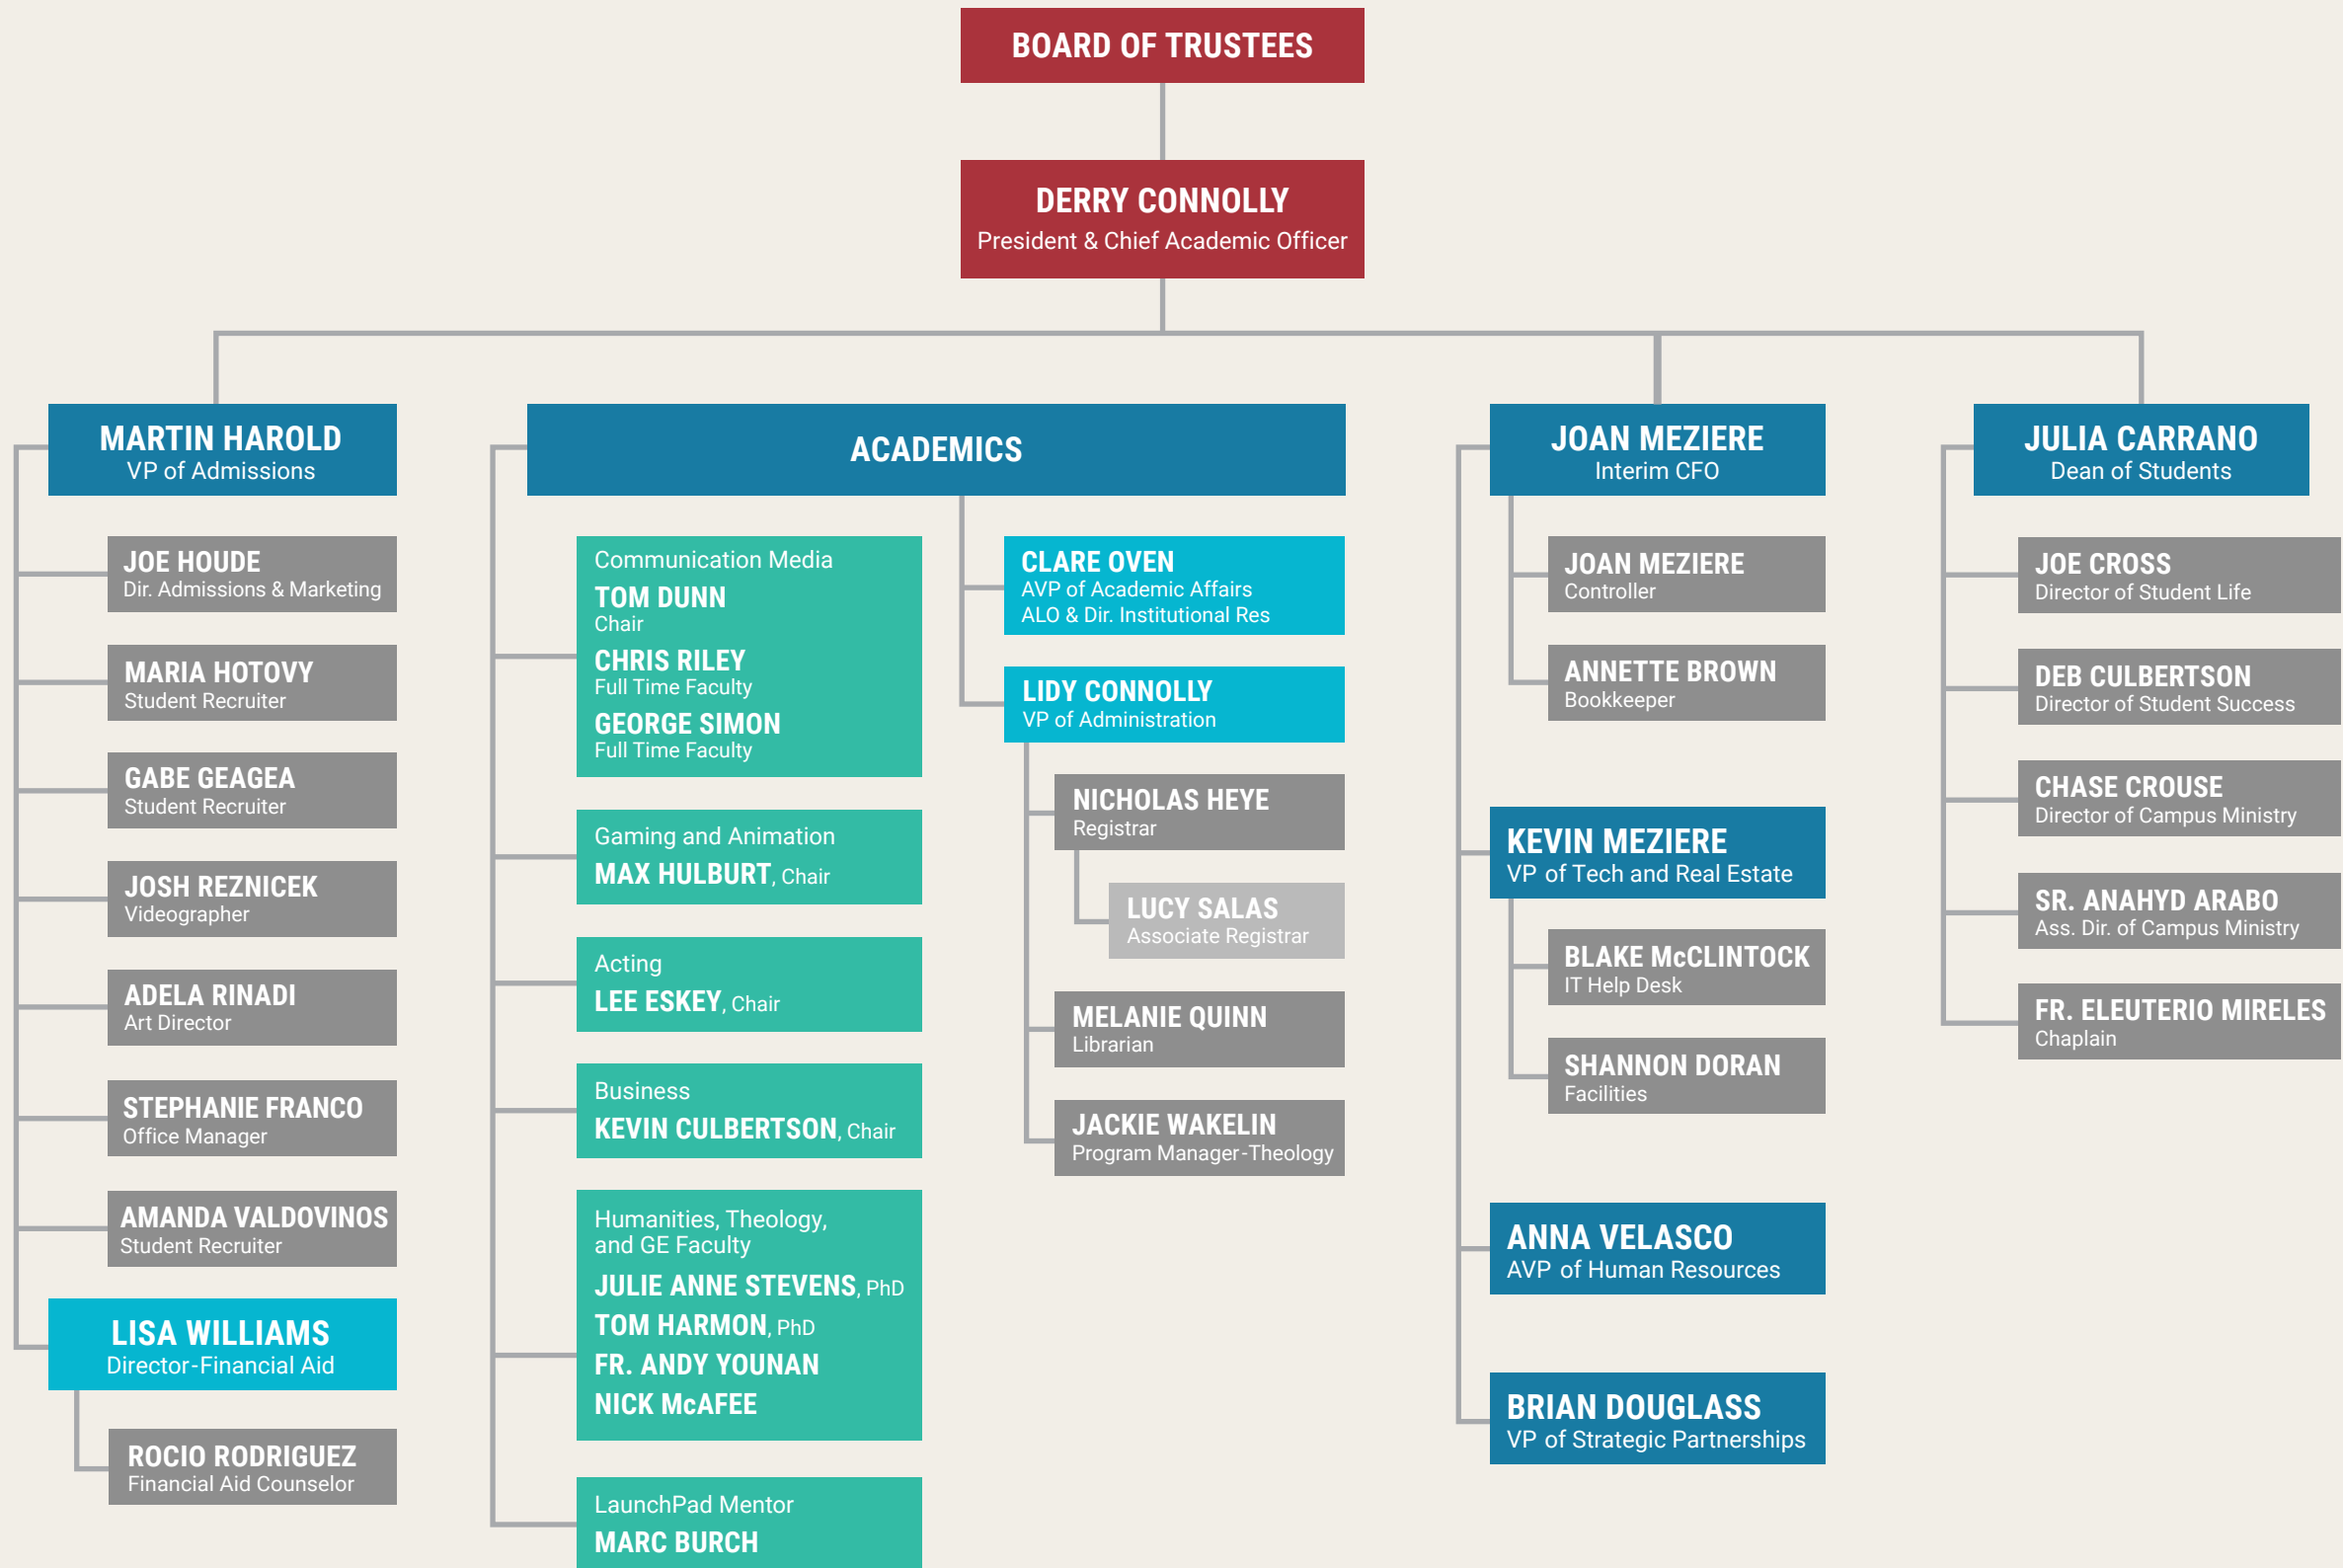 BOARD OF TRUSTEES
DERRY CONNOLLY
President & Chief Academic Officer
MARTIN HAROLD
VP of Admissions
JOE HOUDE
Dir. Admissions & Marketing
MARIA HOTOVY
Student Recruiter
GABE GEAGEA
Student Recruiter
JOSH REZNICEK
Videographer
ADELA RINADI
Art Director
STEPHANIE FRANCO
Office Manager
AMANDA VALDOVINOS
Student Recruiter
LISA WILLIAMS
Director-Financial Aid
ROCIO RODRIGUEZ
Financial Aid Counselor
ACADEMICS
Communication Media
TOM DUNN
Chair
CHRIS RILEY
Full Time Faculty
GEORGE SIMON
Full Time Faculty
Gaming and Animation
MAX HULBURT, Chair
Acting
LEE ESKEY, Chair
Business
KEVIN CULBERTSON, Chair
Humanities, Theology,
and GE Faculty
JULIE ANNE STEVENS, PhD
TOM HARMON, PhD
FR. ANDY YOUNAN
NICK McAFEE
LaunchPad Mentor
MARC BURCH
CLARE OVEN
AVP of Academic Affairs
ALO & Dir. Institutional Res
LIDY CONNOLLY
VP of Administration
NICHOLAS HEYE
Registrar
LUCY SALAS
Associate Registrar
MELANIE QUINN
Librarian
JACKIE WAKELIN
Program Manager-Theology
JOAN MEZIERE
Interim CFO
JOAN MEZIERE
Controller
ANNETTE BROWN
Bookkeeper
KEVIN MEZIERE
VP of Tech and Real Estate
BLAKE McCLINTOCK
IT Help Desk
SHANNON DORAN
Facilities
ANNA VELASCO
AVP of Human Resources
BRIAN DOUGLASS
VP of Strategic Partnerships
JULIA CARRANO
Dean of Students
JOE CROSS
Director of Student Life
DEB CULBERTSON
Director of Student Success
CHASE CROUSE
Director of Campus Ministry
SR. ANAHYD ARABO
Ass. Dir. of Campus Ministry
FR. ELEUTERIO MIRELES
Chaplain